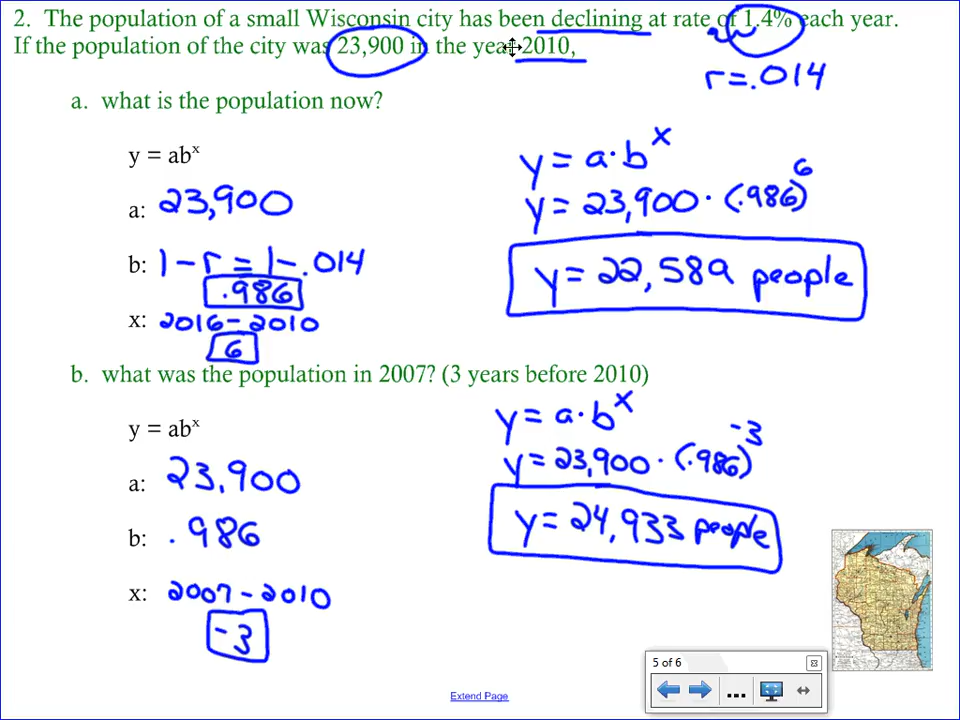 2. The population of a small Wisconsin city has been declining at rate of 1.4% each year.
If the population of the city was 23,900 in the year 2010,
r = .014
a. what is the population now?
y = abˣ
a: 23,900
b: 1 - r = 1 - .014
.986
x: 2016 - 2010
6
y = a · bˣ
y = 23,900 · (.986)⁶
y = 22,589 people
b. what was the population in 2007? (3 years before 2010)
y = abˣ
a: 23,900
b: .986
x: 2007 - 2010
-3
y = a · bˣ
y = 23,900 · (.986)⁻³
y = 24,933 people
5 of 6
Extend Page